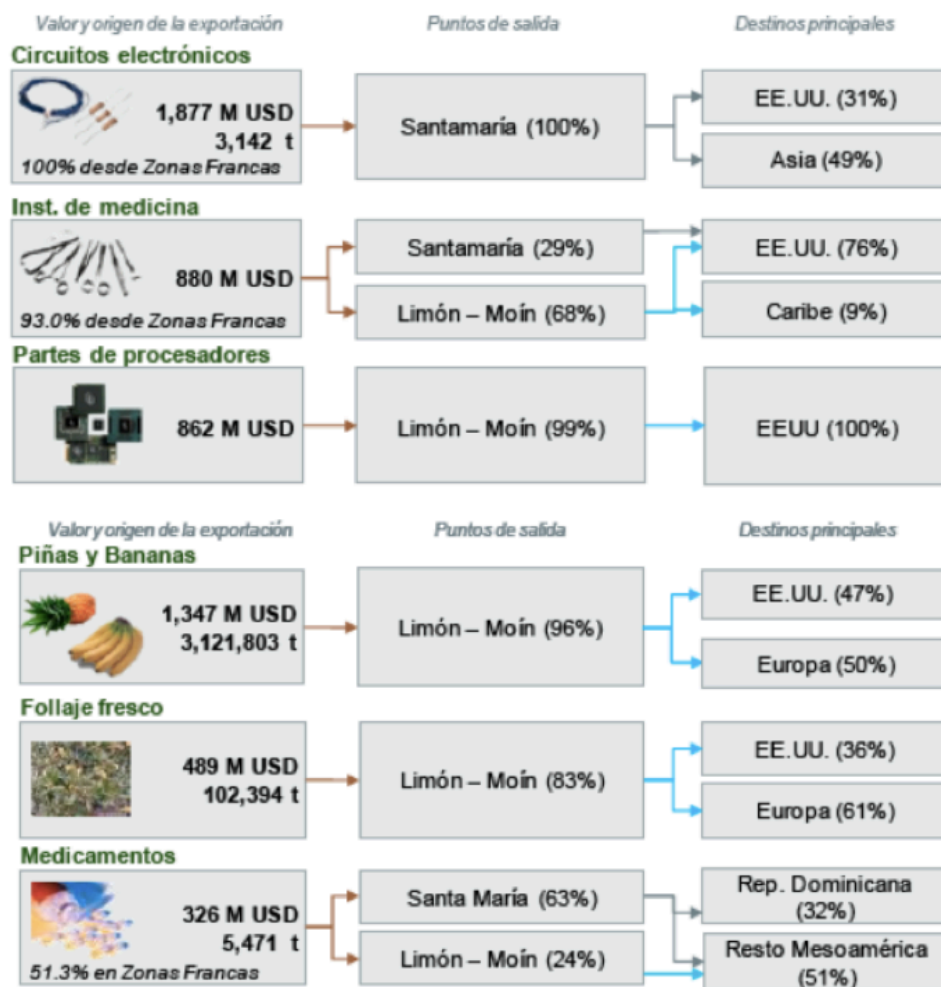 Valor y origen de la exportación
Puntos de salida
Destinos principales
Circuitos electrónicos
1,877 M USD
3,142 t
100% desde Zonas Francas
Santamaría (100%)
EE.UU. (31%)
Asia (49%)
Inst. de medicina
880 M USD
93.0% desde Zonas Francas
Santamaría (29%)
Limón – Moín (68%)
EE.UU. (76%)
Caribe (9%)
Partes de procesadores
862 M USD
Limón – Moín (99%)
EEUU (100%)
Valor y origen de la exportación
Puntos de salida
Destinos principales
Piñas y Bananas
1,347 M USD
3,121,803 t
Limón – Moín (96%)
EE.UU. (47%)
Europa (50%)
Follaje fresco
489 M USD
102,394 t
Limón – Moín (83%)
EE.UU. (36%)
Europa (61%)
Medicamentos
326 M USD
5,471 t
51.3% en Zonas Francas
Santa María (63%)
Limón – Moín (24%)
Rep. Dominicana
(32%)
Resto Mesoamérica
(51%)